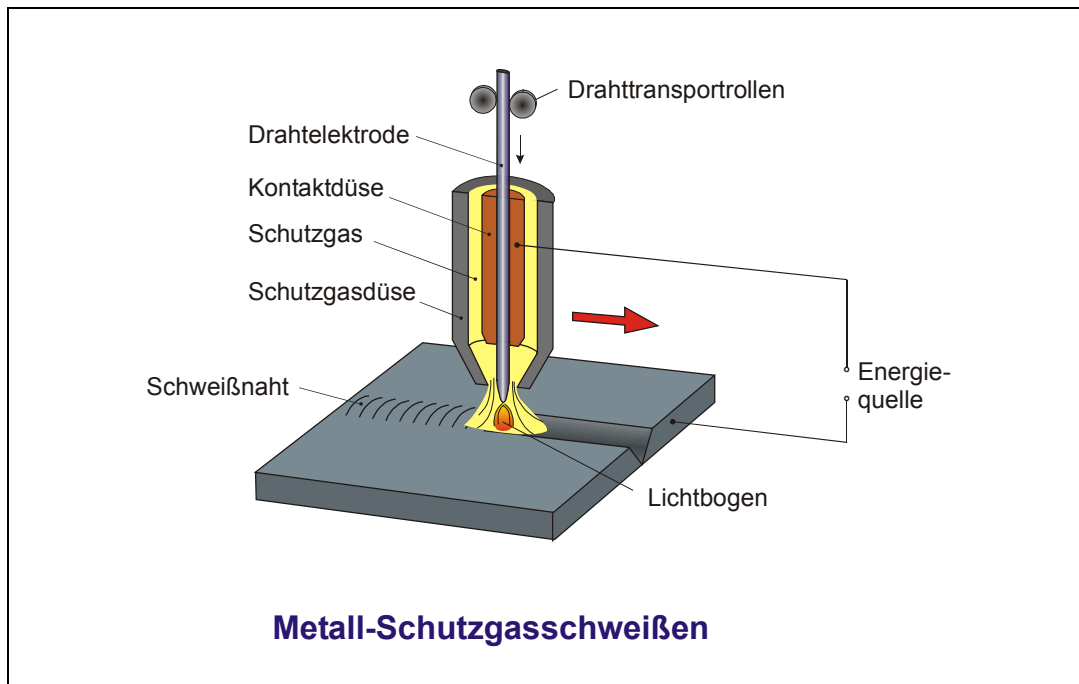 Drahttransportrollen
Drahtelektrode
Kontaktdüse
Schutzgas
Schutzgasdüse
Schweißnaht
Energie-
quelle
Lichtbogen
Metall-Schutzgasschweißen